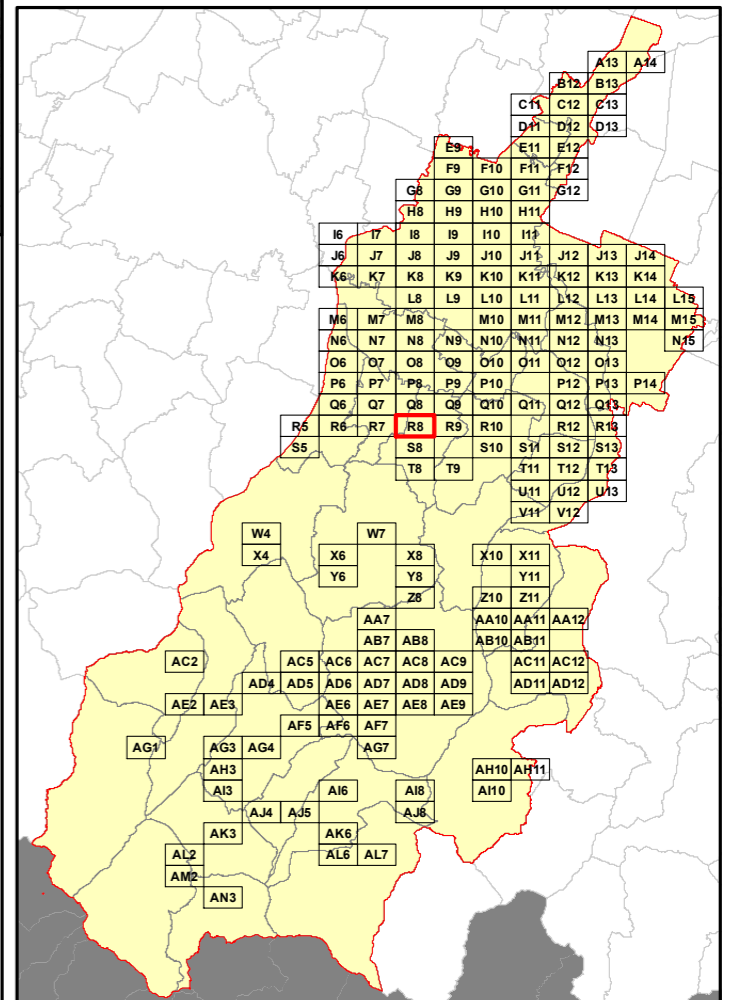 A13 A14
B12 B13
C11 C12 C13
D11 D12 D13
E9 E11 E12
F9 F10 F11 F12
G8 G9 G10 G11 G12
H8 H9 H10 H11
I6 I7 I8 I9 I10 I11
J6 J7 J8 J9 J10 J11 J12 J13 J14
K6 K7 K8 K9 K10 K11 K12 K13 K14
L8 L9 L10 L11 L12 L13 L14 L15
M6 M7 M8 M10 M11 M12 M13 M14 M15
N6 N7 N8 N9 N10 N11 N12 N13 N15
O6 O7 O8 O9 O10 O11 O12 O13
P6 P7 P8 P9 P10 P12 P13 P14
Q6 Q7 Q8 Q9 Q10 Q11 Q12 Q13
R5 R6 R7 R8 R9 R10 R12 R13
S5 S8 S10 S11 S12 S13
T8 T9 T11 T12 T13
U11 U12 U13
V11 V12
W4 W7
X4 X6 X8 X10 X11
Y6 Y8 Y11
Z8 Z10 Z11
AA7 AA10 AA11 AA12
AB7 AB8 AB10 AB11
AC2 AC5 AC6 AC7 AC8 AC9 AC11 AC12
AD4 AD5 AD6 AD7 AD8 AD9 AD11 AD12
AE2 AE3 AE6 AE7 AE8 AE9
AF5 AF6 AF7
AG1 AG3 AG4 AG7
AH3 AH10 AH11
AI3 AI6 AI8 AI10
AJ4 AJ5 AJ8
AK3 AK6
AL2 AL6 AL7
AM2
AN3